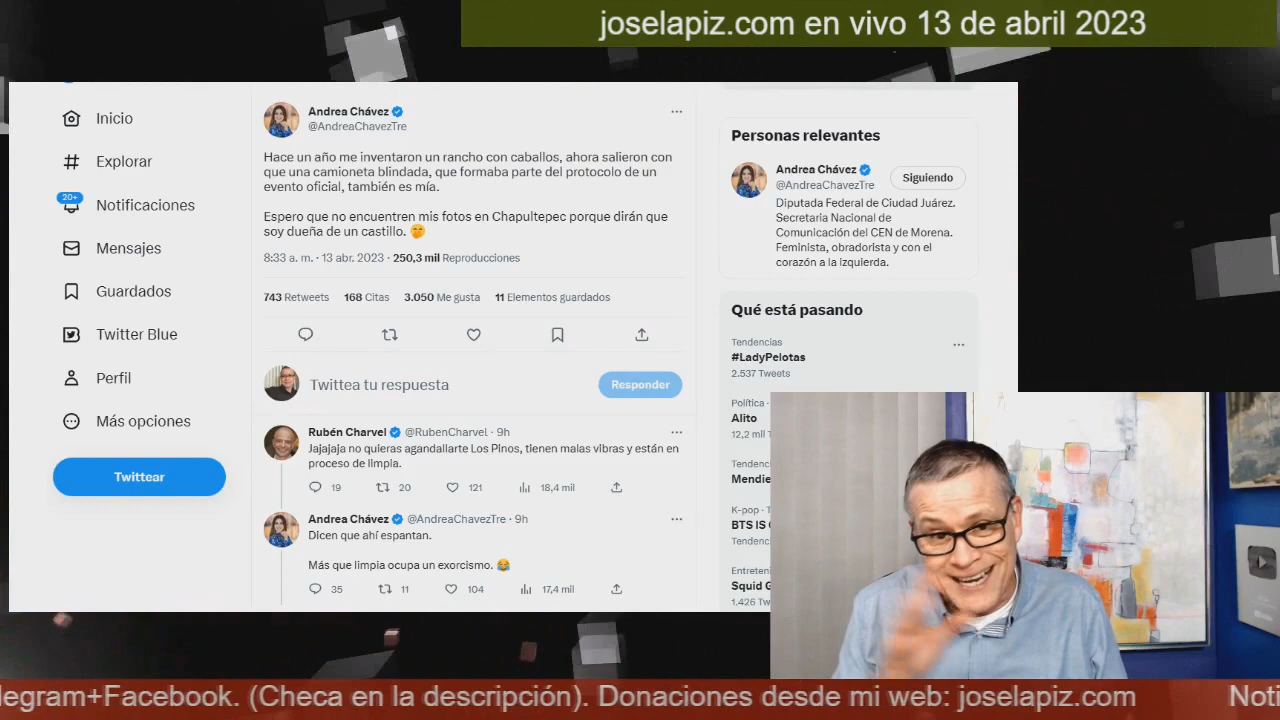 joselapiz.com en vivo 13 de abril 2023
Inicio
Explorar
20+
Notificaciones
Mensajes
Guardados
Twitter Blue
Perfil
Más opciones
Twittear
Andrea Chávez
@AndreaChavezTre
Hace un año me inventaron un rancho con caballos, ahora salieron con
que una camioneta blindada, que formaba parte del protocolo de un
evento oficial, también es mía.
Espero que no encuentren mis fotos en Chapultepec porque dirán que
soy dueña de un castillo. 🤭
8:33 a. m. · 13 abr. 2023 · 250,3 mil Reproducciones
743 Retweets 168 Citas 3.050 Me gusta 11 Elementos guardados
Twittea tu respuesta
Responder
Rubén Charvel @RubenCharvel · 9h
Jajajaja no quieras agandallarte Los Pinos, tienen malas vibras y están en
proceso de limpia.
19 20 121 18,4 mil
Andrea Chávez @AndreaChavezTre · 9h
Dicen que ahí espantan.
Más que limpia ocupa un exorcismo. 😂
35 11 104 17,4 mil
Personas relevantes
Andrea Chávez
@AndreaChavezTre
Siguiendo
Diputada Federal de Ciudad Juárez.
Secretaria Nacional de
Comunicación del CEN de Morena.
Feminista, obradorista y con el
corazón a la izquierda.
Qué está pasando
Tendencias
#LadyPelotas
2.537 Tweets
Política ·
Alito
12,2 mil T
Tendenc
Mendie
K-pop · T
BTS IS
Tendenc
Entreteni
Squid G
1.426 Tw
legram+Facebook. (Checa en la descripción). Donaciones desde mi web: joselapiz.com Noti